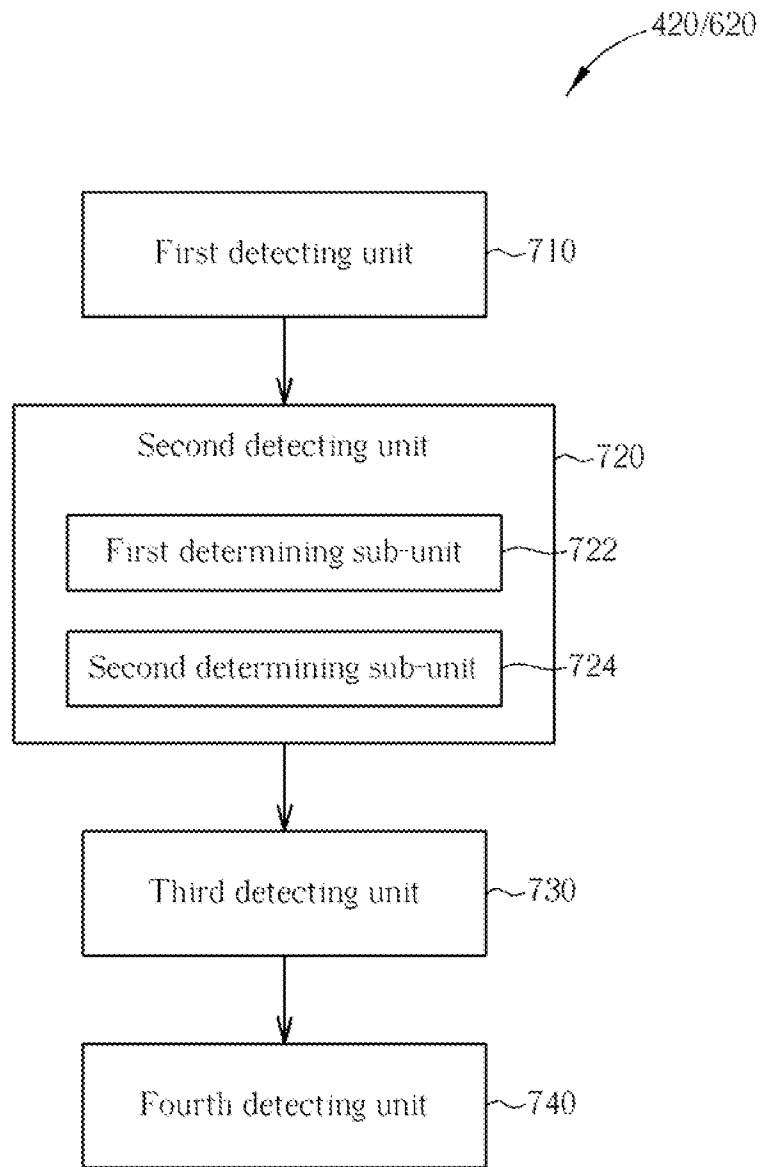 420/620
First detecting unit
710
Second detecting unit
720
First determining sub-unit
722
Second determining sub-unit
724
Third detecting unit
730
Fourth detecting unit
740